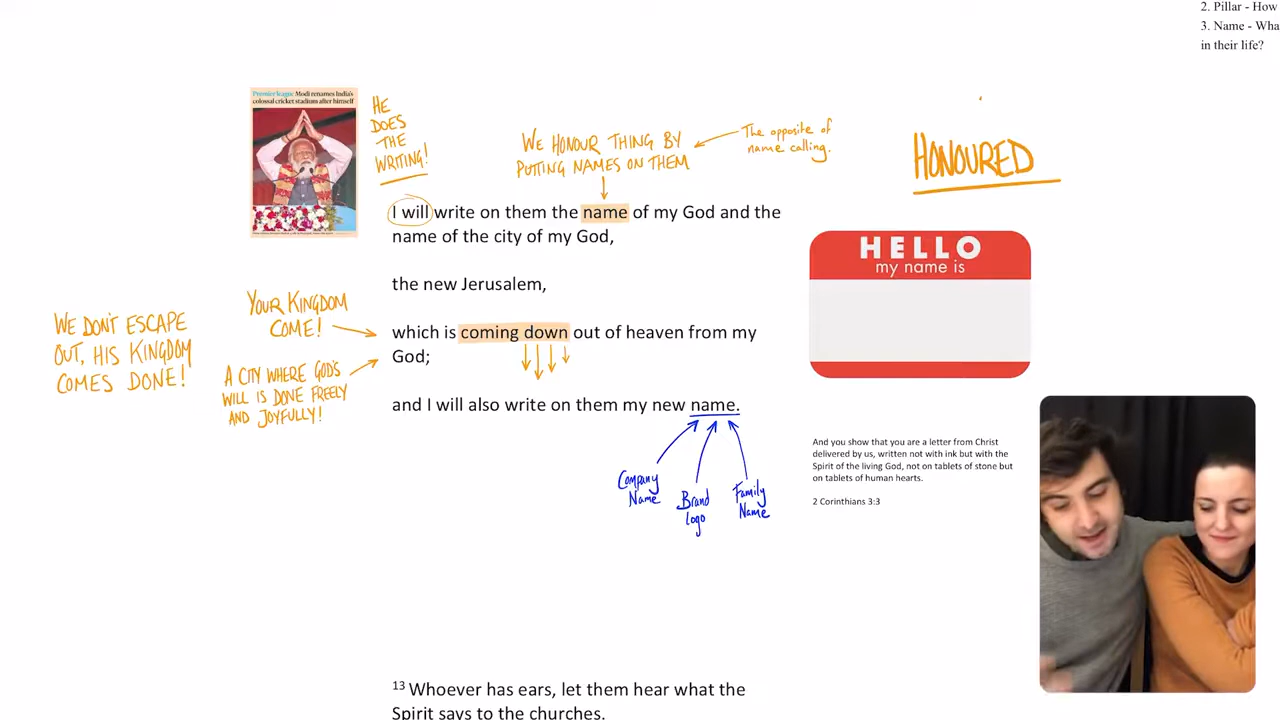 2. Pillar - How
3. Name - Wha
in their life?
Premier league Modi renames India's
colossal cricket stadium after himself
HE
DOES
THE
WRITING!
WE HONOUR THING BY
PUTTING NAMES ON THEM
The opposite of
name calling.
HONOURED
I will write on them the name of my God and the
name of the city of my God,
the new Jerusalem,
which is coming down out of heaven from my
God;
and I will also write on them my new name.
YOUR KINGDOM
COME!
WE DON'T ESCAPE
OUT, HIS KINGDOM
COMES DONE!
A CITY WHERE GOD'S
WILL IS DONE FREELY
AND JOYFULLY!
Company
Name
Brand
Logo
Family
Name
HELLO
my name is
And you show that you are a letter from Christ
delivered by us, written not with ink but with the
Spirit of the living God, not on tablets of stone but
on tablets of human hearts.
2 Corinthians 3:3
13 Whoever has ears, let them hear what the
Spirit says to the churches.